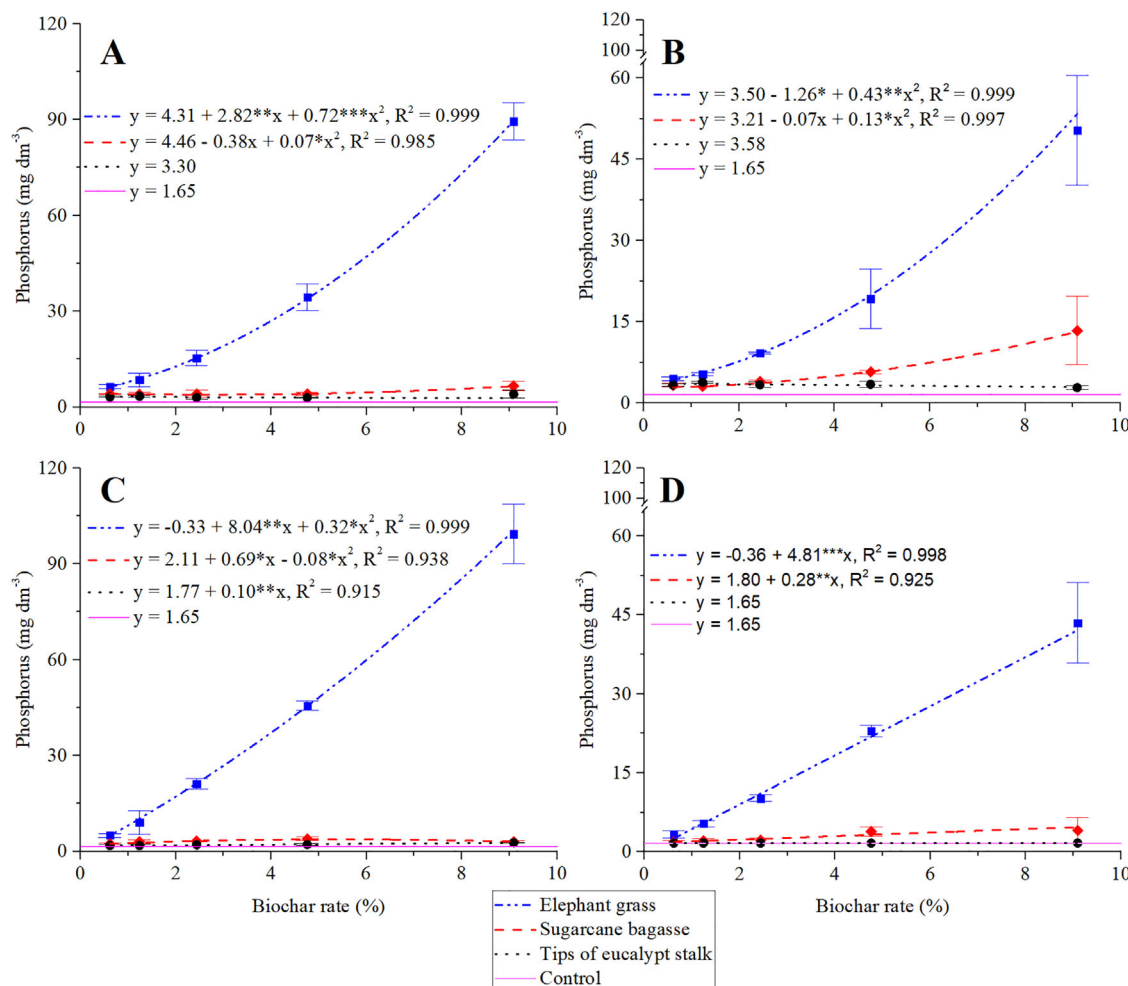 A
120
90
60
30
0
Phosphorus (mg dm⁻³)
y = 4.31 + 2.82**x + 0.72***x², R² = 0.999
y = 4.46 - 0.38x + 0.07*x², R² = 0.985
y = 3.30
y = 1.65
0 2 4 6 8 10
B
120
100
60
45
30
15
0
Phosphorus (mg dm⁻³)
y = 3.50 - 1.26* + 0.43**x², R² = 0.999
y = 3.21 - 0.07x + 0.13*x², R² = 0.997
y = 3.58
y = 1.65
0 2 4 6 8 10
C
120
90
60
30
0
Phosphorus (mg dm⁻³)
y = -0.33 + 8.04**x + 0.32*x², R² = 0.999
y = 2.11 + 0.69*x - 0.08*x², R² = 0.938
y = 1.77 + 0.10**x, R² = 0.915
y = 1.65
0 2 4 6 8 10
Biochar rate (%)
D
120
100
60
45
30
15
0
Phosphorus (mg dm⁻³)
y = -0.36 + 4.81***x, R² = 0.998
y = 1.80 + 0.28**x, R² = 0.925
y = 1.65
y = 1.65
0 2 4 6 8 10
Biochar rate (%)
Elephant grass
Sugarcane bagasse
Tips of eucalypt stalk
Control